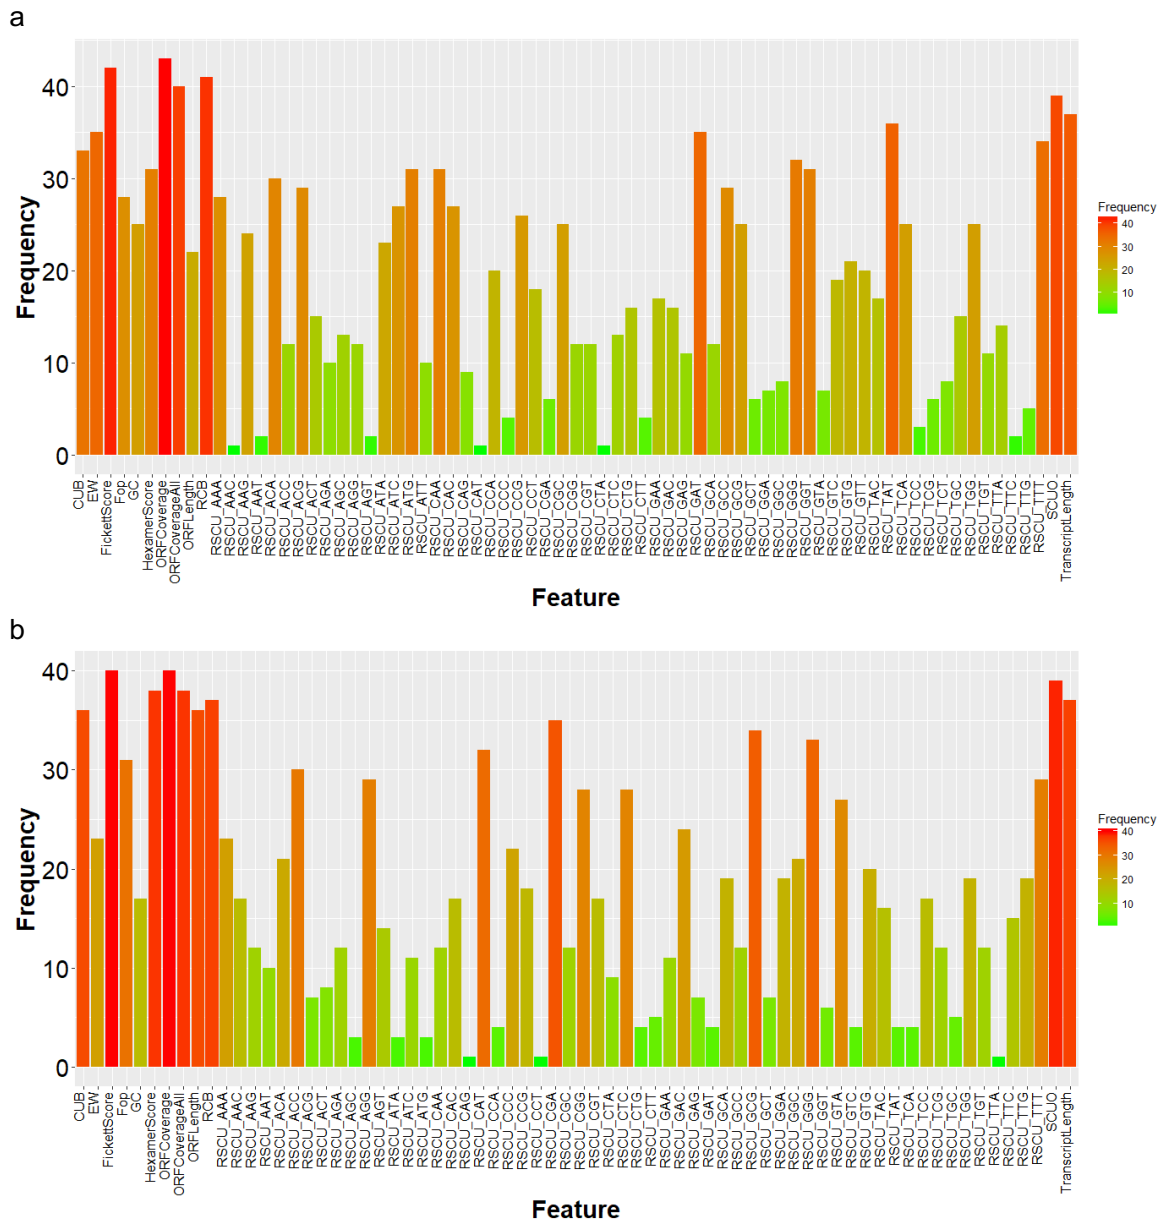 a
Frequency
40
30
20
10
0
CUB
EW
FickettScore
Fop
GC
HexamerScore
ORFCoverage
ORFCoverageAll
ORFLength
RCB
RSCU_AAA
RSCU_AAC
RSCU_AAG
RSCU_AAT
RSCU_ACA
RSCU_ACC
RSCU_ACG
RSCU_ACT
RSCU_AGA
RSCU_AGC
RSCU_AGG
RSCU_AGT
RSCU_ATA
RSCU_ATC
RSCU_ATG
RSCU_ATT
RSCU_CAA
RSCU_CAC
RSCU_CAG
RSCU_CAT
RSCU_CCA
RSCU_CCC
RSCU_CCG
RSCU_CCT
RSCU_CGA
RSCU_CGC
RSCU_CGG
RSCU_CGT
RSCU_CTA
RSCU_CTC
RSCU_CTG
RSCU_CTT
RSCU_GAA
RSCU_GAC
RSCU_GAG
RSCU_GAT
RSCU_GCA
RSCU_GCC
RSCU_GCG
RSCU_GCT
RSCU_GGA
RSCU_GGC
RSCU_GGG
RSCU_GGT
RSCU_GTA
RSCU_GTC
RSCU_GTG
RSCU_GTT
RSCU_TAC
RSCU_TAT
RSCU_TCA
RSCU_TCC
RSCU_TCG
RSCU_TCT
RSCU_TGC
RSCU_TGG
RSCU_TGT
RSCU_TTA
RSCU_TTC
RSCU_TTG
RSCU_TTT
SCUO
TranscriptLength
Feature
Frequency
40
30
20
10
b
Frequency
40
30
20
10
0
CUB
EW
FickettScore
Fop
GC
HexamerScore
ORFCoverage
ORFCoverageAll
ORFLength
RCB
RSCU_AAA
RSCU_AAC
RSCU_AAG
RSCU_AAT
RSCU_ACA
RSCU_ACC
RSCU_ACG
RSCU_ACT
RSCU_AGA
RSCU_AGC
RSCU_AGG
RSCU_AGT
RSCU_ATA
RSCU_ATC
RSCU_ATG
RSCU_CAA
RSCU_CAC
RSCU_CAG
RSCU_CAT
RSCU_CCA
RSCU_CCC
RSCU_CCG
RSCU_CCT
RSCU_CGA
RSCU_CGC
RSCU_CGG
RSCU_CGT
RSCU_CTA
RSCU_CTC
RSCU_CTG
RSCU_CTT
RSCU_GAA
RSCU_GAC
RSCU_GAG
RSCU_GAT
RSCU_GCA
RSCU_GCC
RSCU_GCG
RSCU_GCT
RSCU_GGA
RSCU_GGC
RSCU_GGG
RSCU_GGT
RSCU_GTA
RSCU_GTC
RSCU_GTG
RSCU_TAC
RSCU_TAT
RSCU_TCA
RSCU_TCC
RSCU_TCG
RSCU_TGC
RSCU_TGG
RSCU_TGT
RSCU_TTA
RSCU_TTC
RSCU_TTG
RSCU_TTT
SCUO
TranscriptLength
Feature
Frequency
40
30
20
10